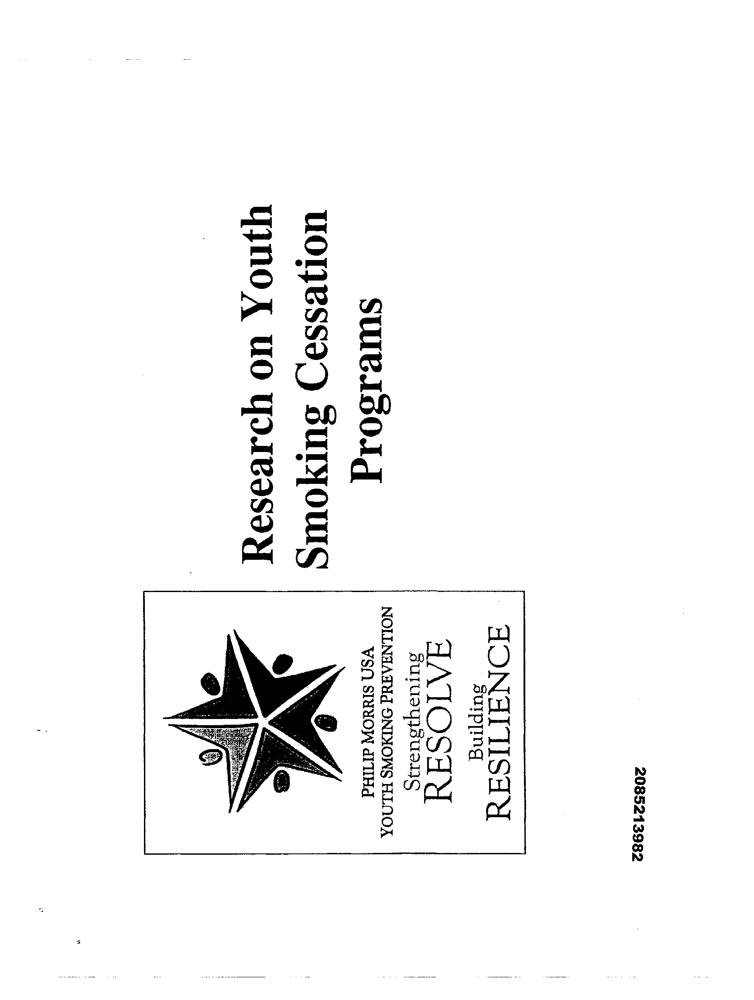 Research on Youth
Smoking Cessation
Programs
PHILIP MORRIS USA
YOUTH SMOKING PREVENTION
Strengthening
RESOLVE
Building
RESILIENCE
2085213982